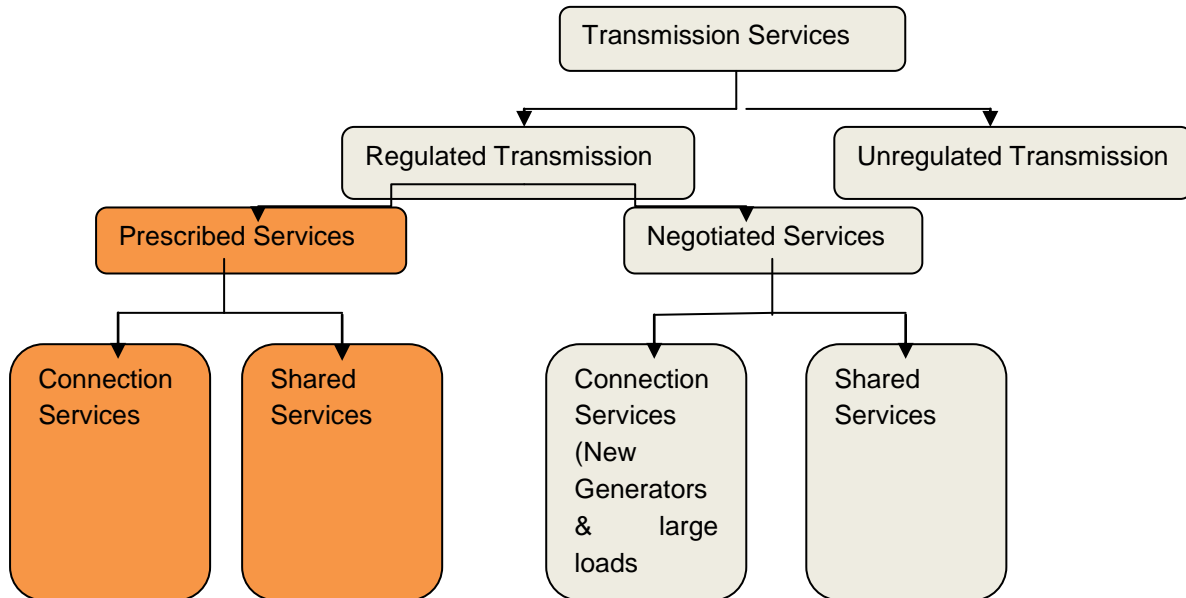 Transmission Services
Regulated Transmission
Unregulated Transmission
Prescribed Services
Negotiated Services
Connection
Services
Shared
Services
Connection
Services
(New
Generators
& large
loads
Shared
Services